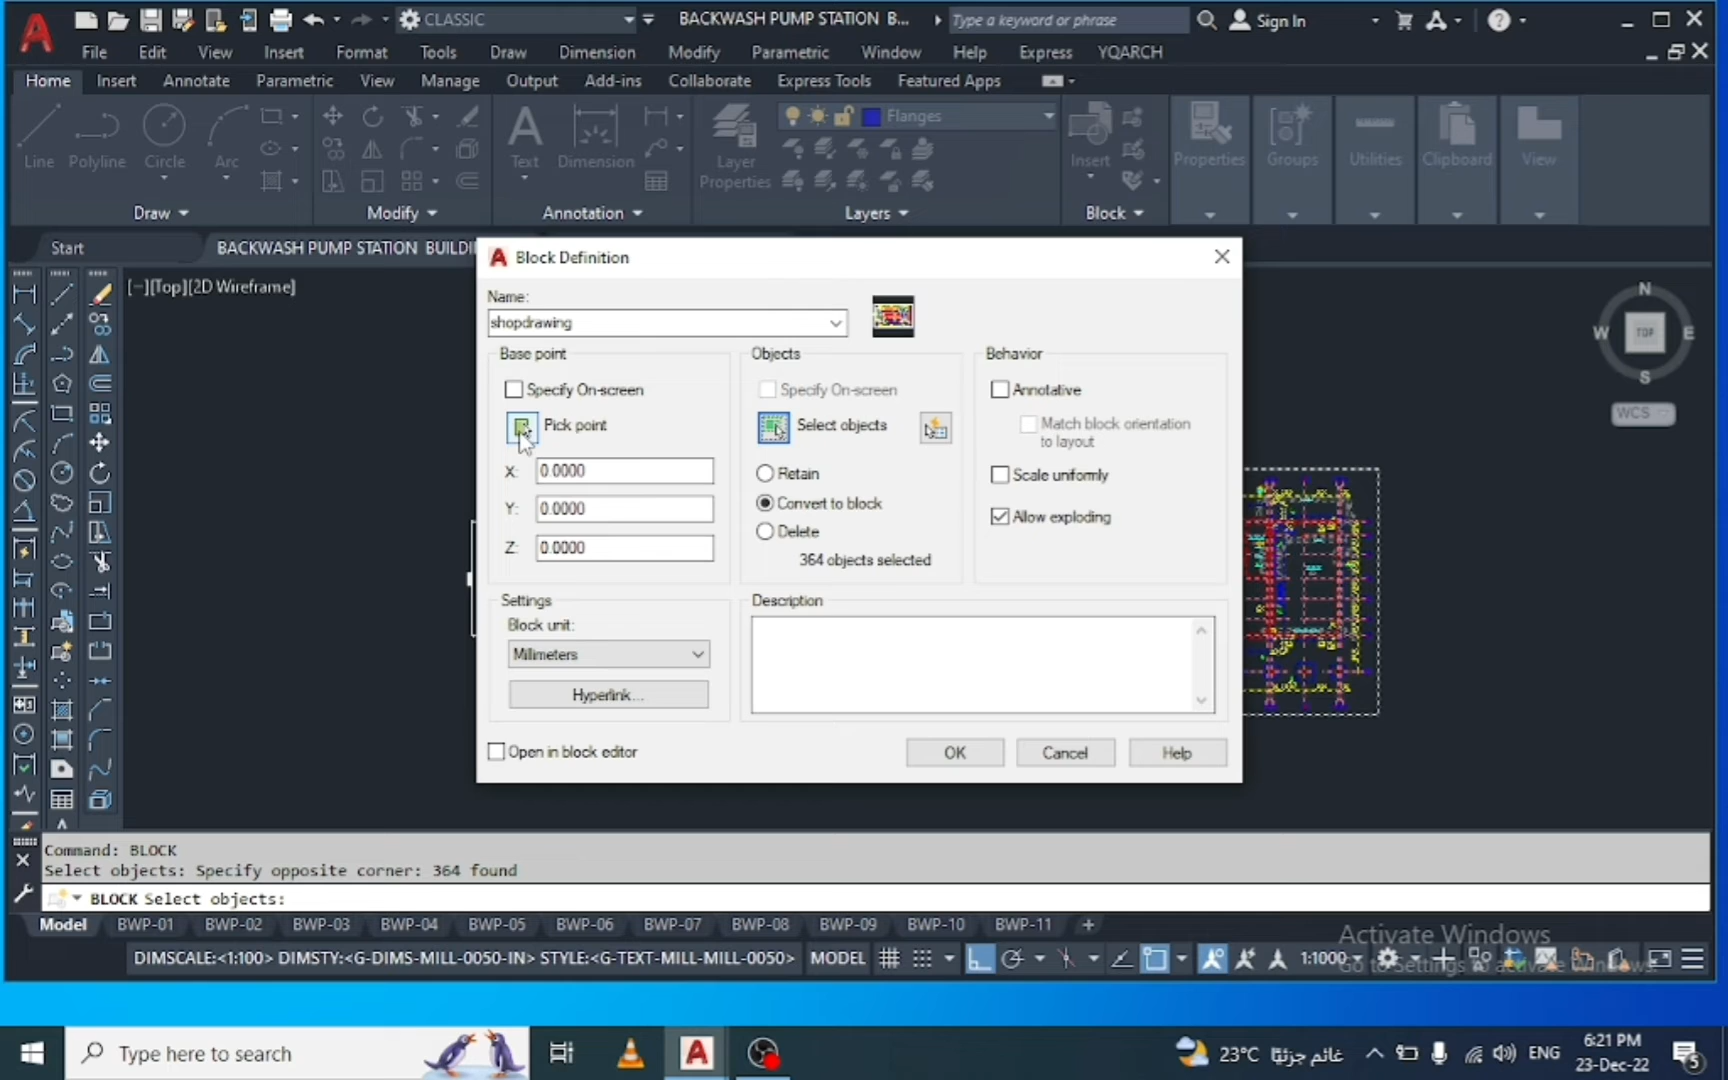 CLASSIC
BACKWASH PUMP STATION B...
Type a keyword or phrase
Sign In
File Edit View Insert Format Tools Draw Dimension Modify Parametric Window Help Express YQARCH
Home Insert Annotate Parametric View Manage Output Add-ins Collaborate Express Tools Featured Apps
Flanges
Line Polyline Circle Arc
Text Dimension
Layer
Properties
Insert
Properties Groups Utilities Clipboard View
Draw Modify Annotation Layers Block
Start
BACKWASH PUMP STATION BUILDI
[−][Top][2D Wireframe]
N
W TOP E
S
WCS
Block Definition
Name:
shopdrawing
Base point
Specify On-screen
Pick point
X: 0.0000
Y: 0.0000
Z: 0.0000
Objects
Specify On-screen
Select objects
Retain
Convert to block
Delete
364 objects selected
Behavior
Annotative
Match block orientation
to layout
Scale uniformly
Allow exploding
Settings
Block unit:
Millimeters
Hyperlink...
Description
Open in block editor
OK Cancel Help
Command: BLOCK
Select objects: Specify opposite corner: 364 found
BLOCK Select objects:
Model BWP-01 BWP-02 BWP-03 BWP-04 BWP-05 BWP-06 BWP-07 BWP-08 BWP-09 BWP-10 BWP-11 +
Activate Windows
Go to Settings to activate Windows.
DIMSCALE:<1:100> DIMSTY:<G-DIMS-MILL-0050-IN> STYLE:<G-TEXT-MILL-MILL-0050> MODEL 1:1000
Type here to search
23°C غائم جزئيًا
ENG
6:21 PM
23-Dec-22
5